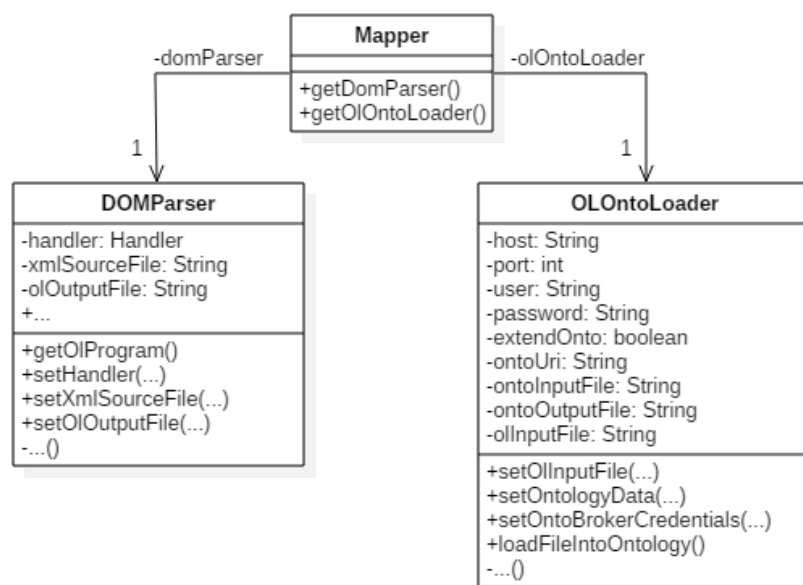 Mapper
-domParser
-olOntoLoader
+getDomParser()
+getOlOntoLoader()
1
1
DOMParser
-handler: Handler
-xmlSourceFile: String
-olOutputFile: String
+...
+getOlProgram()
+setHandler(...)
+setXmlSourceFile(...)
+setOlOutputFile(...)
-...()
OLOntoLoader
-host: String
-port: int
-user: String
-password: String
-extendOnto: boolean
-ontoUri: String
-ontoInputFile: String
-ontoOutputFile: String
-olInputFile: String
+setOlInputFile(...)
+setOntologyData(...)
+setOntoBrokerCredentials(...)
+loadFileIntoOntology()
-...()